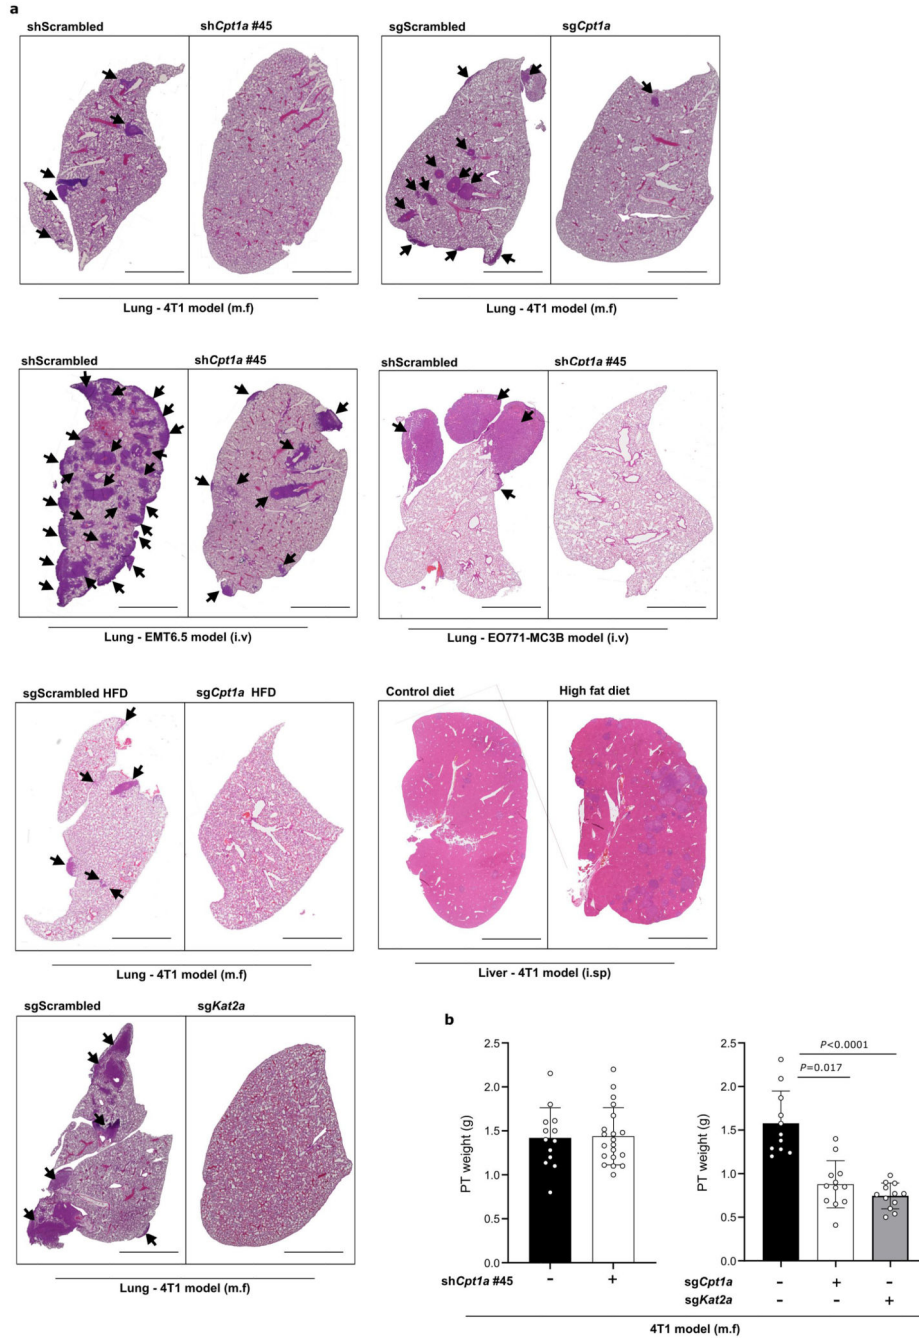 a
shScrambled shCpt1a #45 sgScrambled sgCpt1a
Lung - 4T1 model (m.f) Lung - 4T1 model (m.f)
shScrambled shCpt1a #45 shScrambled shCpt1a #45
Lung - EMT6.5 model (i.v) Lung - EO771-MC3B model (i.v)
sgScrambled HFD sgCpt1a HFD Control diet High fat diet
Lung - 4T1 model (m.f) Liver - 4T1 model (i.sp)
sgScrambled sgKat2a
Lung - 4T1 model (m.f)
b
PT weight (g)
2.5
2.0
1.5
1.0
0.5
0.0
shCpt1a #45 - +
PT weight (g)
2.5
2.0
1.5
1.0
0.5
0.0
P<0.0001
P=0.017
sgCpt1a - + -
sgKat2a - - +
4T1 model (m.f)